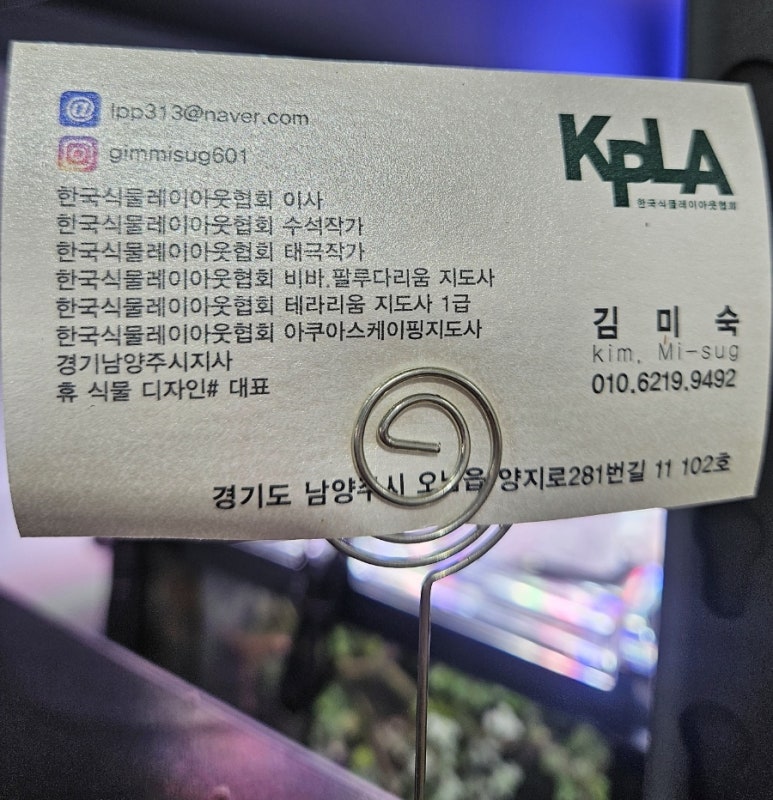 lpp313@naver.com
gimmisug601
KPLA
한국식물레이아웃협회
한국식물레이아웃협회 이사
한국식물레이아웃협회 수석작가
한국식물레이아웃협회 태극작가
한국식물레이아웃협회 비바.팔루다리움 지도사
한국식물레이아웃협회 테라리움 지도사 1급
한국식물레이아웃협회 아쿠아스케이핑지도사
경기남양주시지사
휴 식물 디자인# 대표
김 미 숙
kim, Mi-sug
010.6219.9492
경기도 남양주시 양지로281번길 11 102호